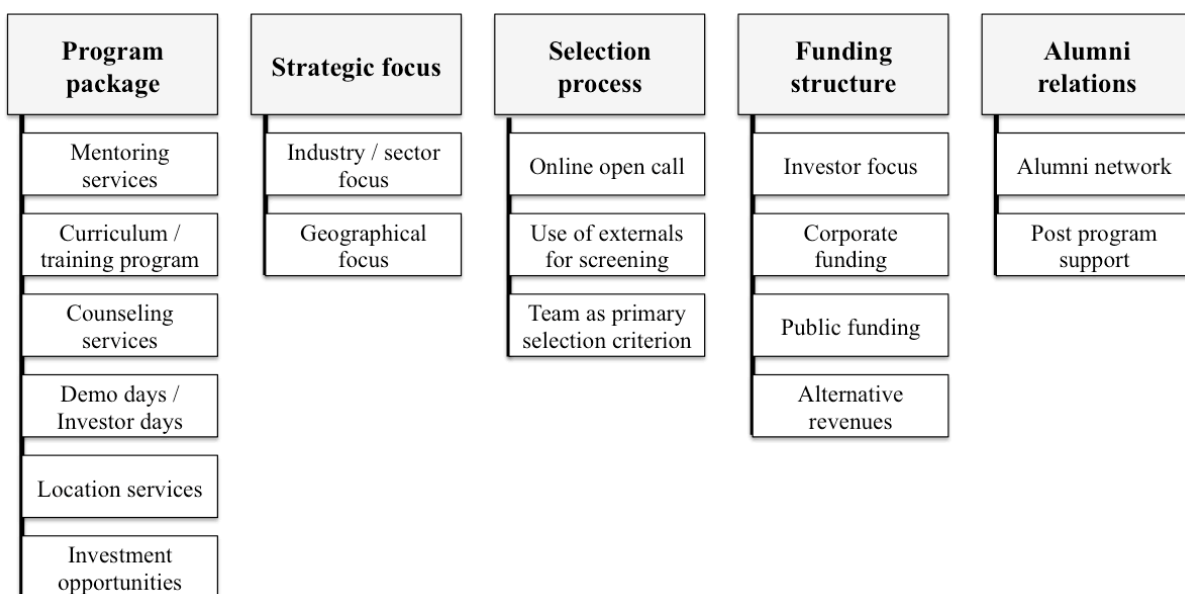 Program
package
Mentoring
services
Curriculum /
training program
Counseling
services
Demo days /
Investor days
Location services
Investment
opportunities
Strategic focus
Industry / sector
focus
Geographical
focus
Selection
process
Online open call
Use of externals
for screening
Team as primary
selection criterion
Funding
structure
Investor focus
Corporate
funding
Public funding
Alternative
revenues
Alumni
relations
Alumni network
Post program
support